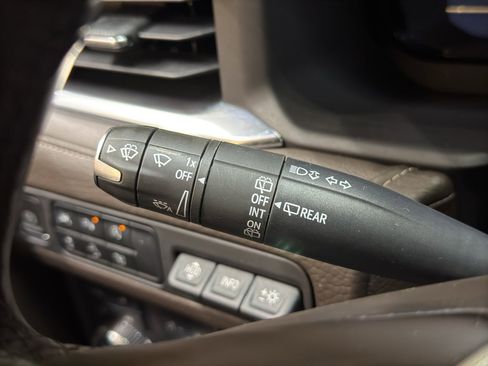 1x
OFF
A
OFF
INT
ON
REAR
INFO